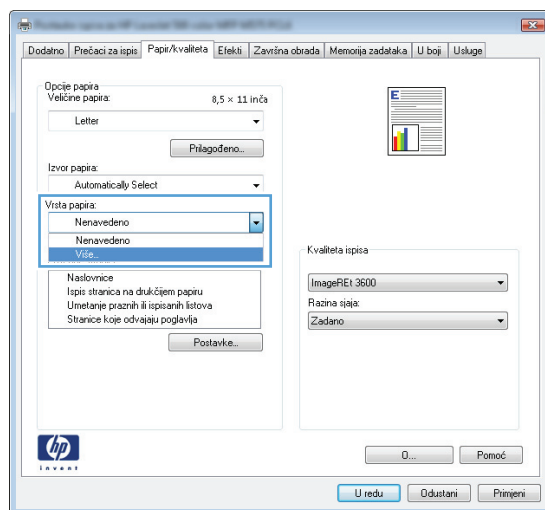 Dodatno Prečaci za ispis Papir/kvaliteta Efekti Završna obrada Memorija zadataka U boji Usluge
Opcije papira
Veličine papira: 8,5 × 11 inča
Letter
Prilagođeno...
Izvor papira:
Automatically Select
Vrsta papira:
Nenavedeno
Nenavedeno
Više...
Naslovnice
Ispis stranica na drukčijem papiru
Umetanje praznih ili ispisanih listova
Stranice koje odvajaju poglavlja
Postavke...
E
Kvaliteta ispisa
ImageREt 3600
Razina sjaja:
Zadano
hp
invent
O...
Pomoć
U redu
Odustani
Primjeni